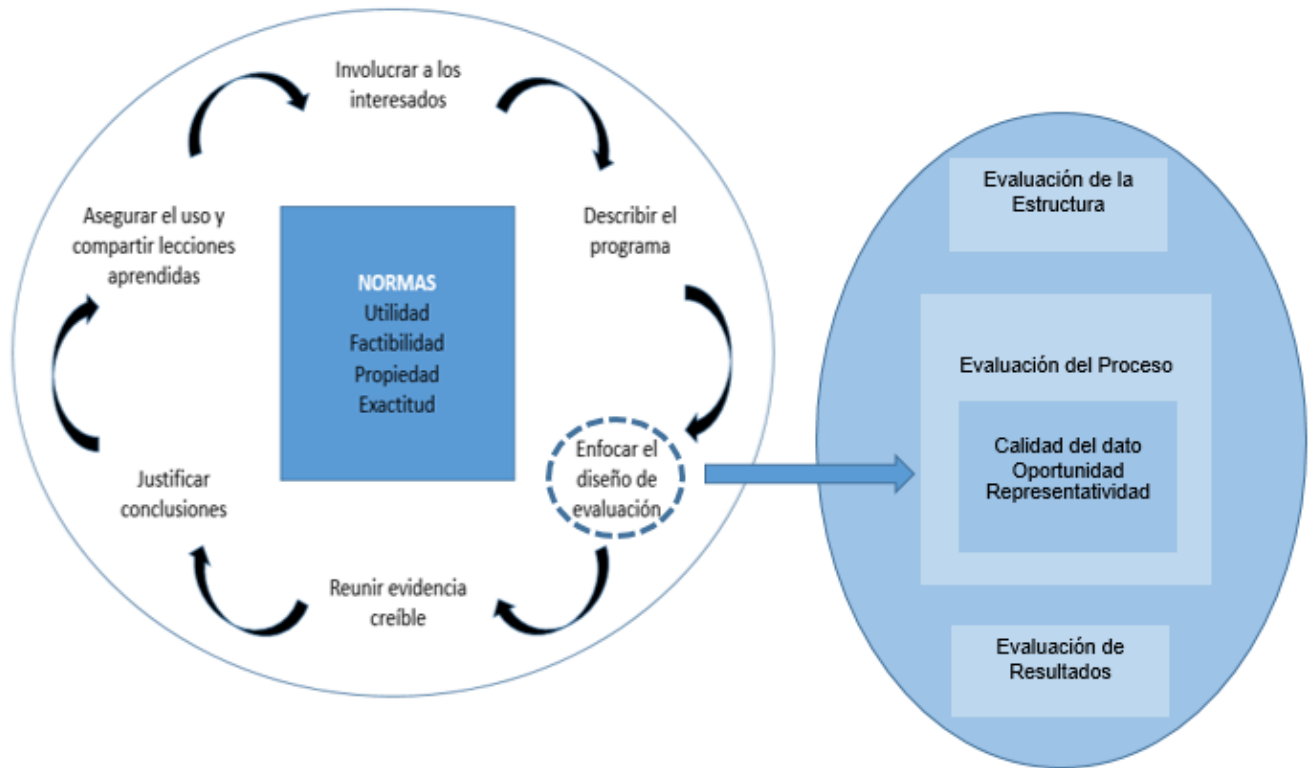 Involucrar a los
interesados
Describir el
programa
Enfocar el
diseño de
evaluación
Reunir evidencia
creíble
Justificar
conclusiones
Asegurar el uso y
compartir lecciones
aprendidas
NORMAS
Utilidad
Factibilidad
Propiedad
Exactitud
Evaluación de la
Estructura
Evaluación del Proceso
Calidad del dato
Oportunidad
Representatividad
Evaluación de
Resultados